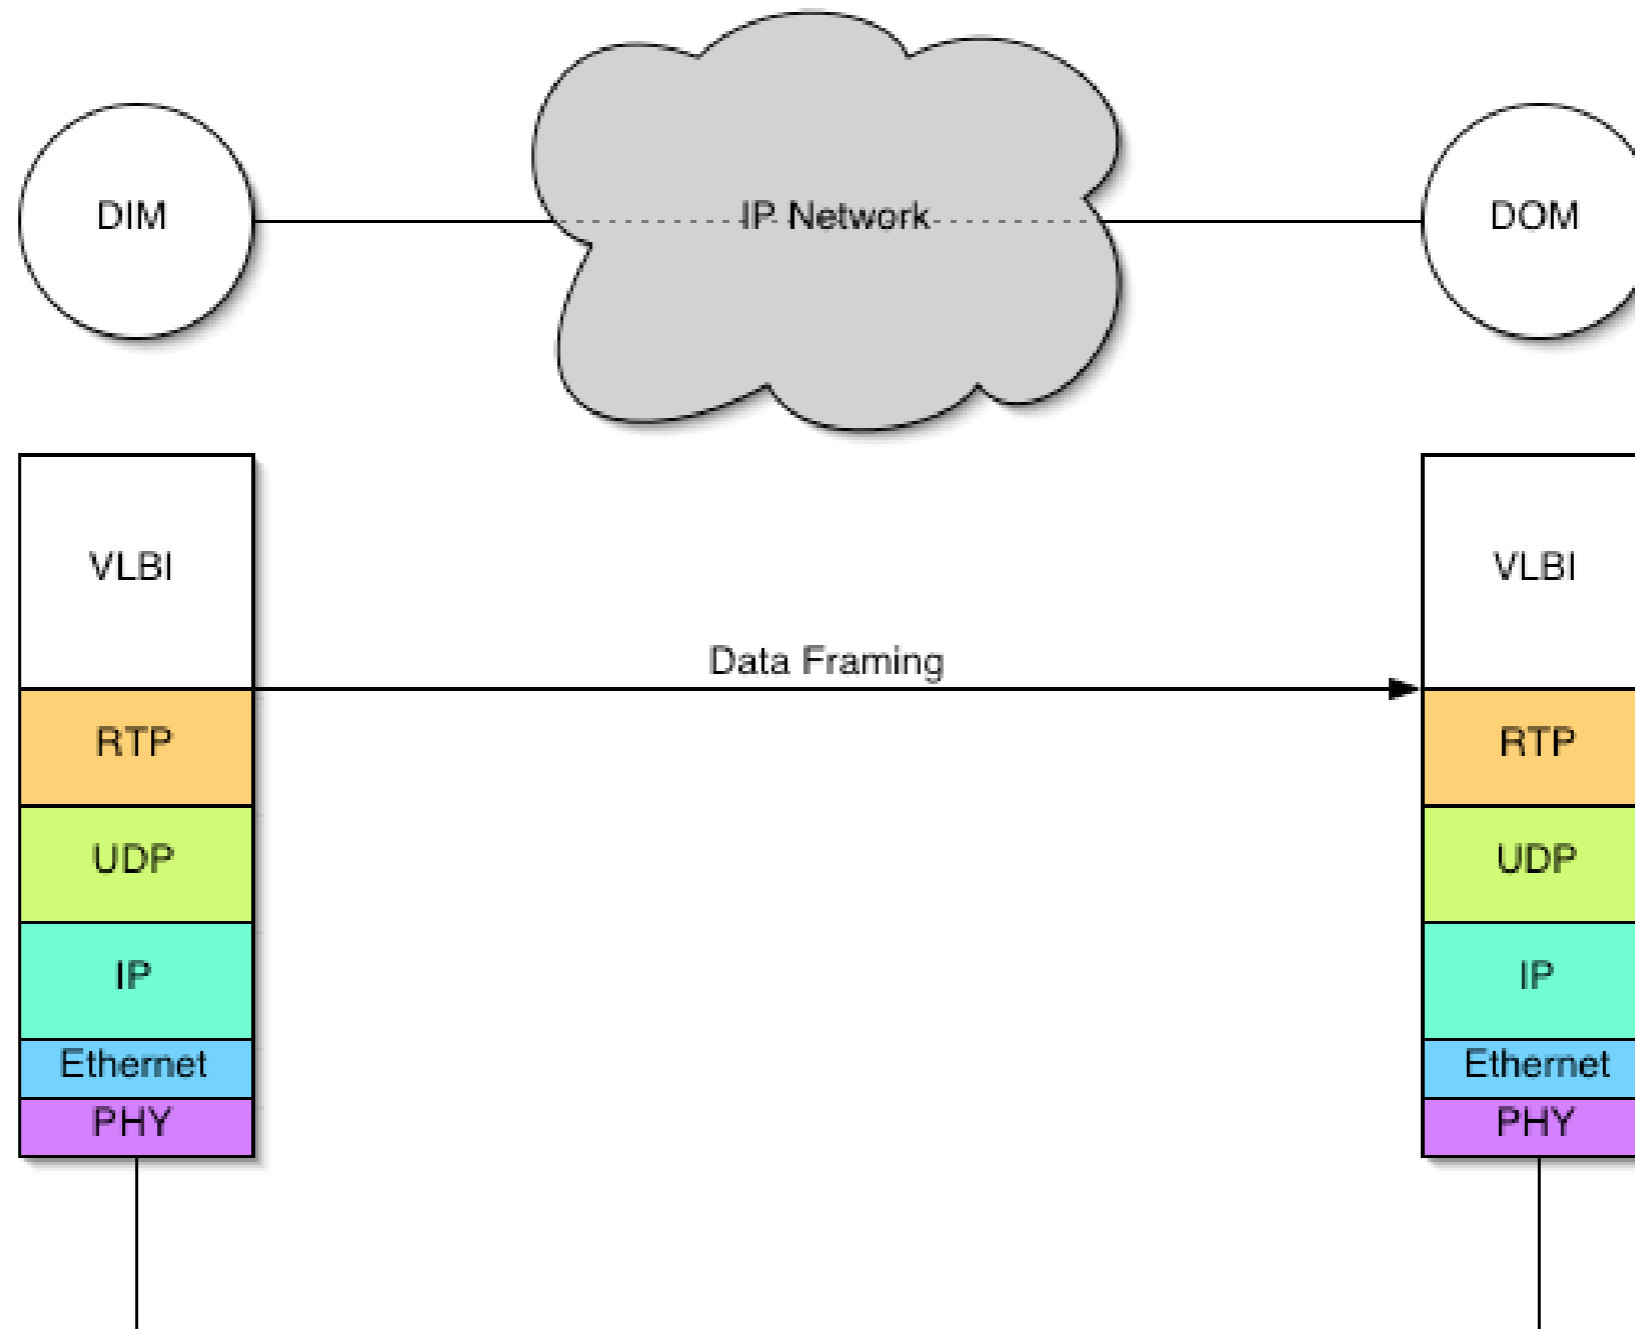 DIM
IP Network
DOM
VLBI
VLBI
Data Framing
RTP
RTP
UDP
UDP
IP
IP
Ethernet
Ethernet
PHY
PHY